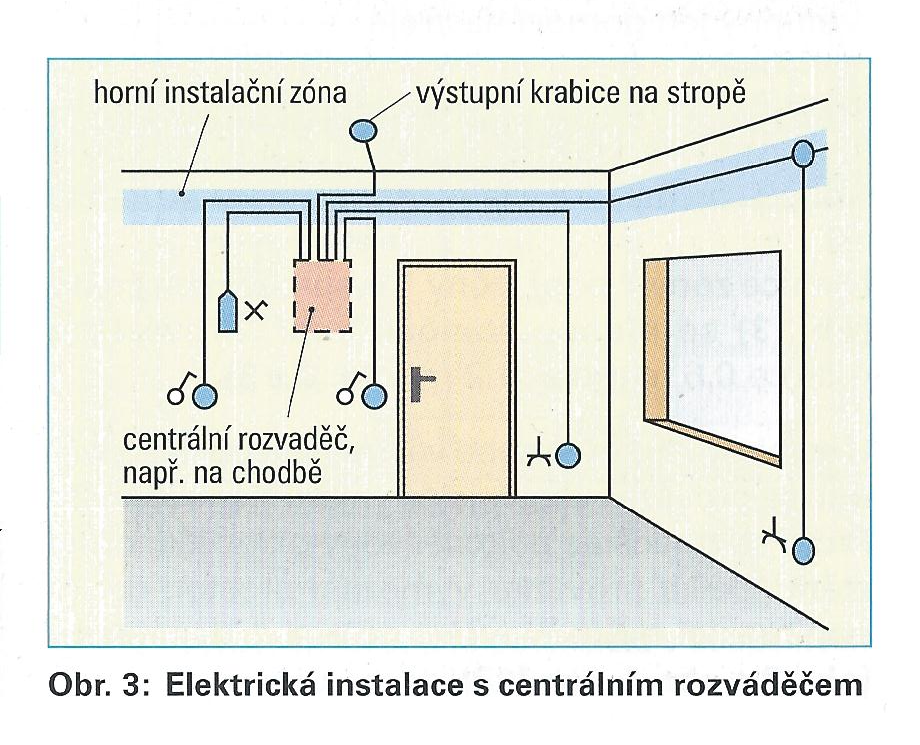 horní instalační zóna
výstupní krabice na stropě
centrální rozvaděč,
např. na chodbě
Obr. 3: Elektrická instalace s centrálním rozváděčem